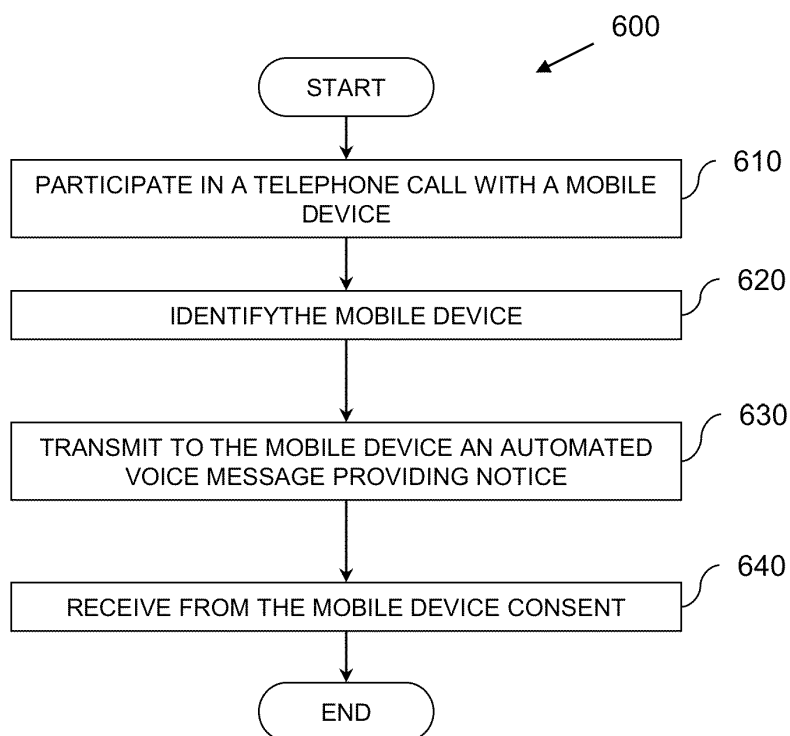 600
START
610
PARTICIPATE IN A TELEPHONE CALL WITH A MOBILE
DEVICE
620
IDENTIFYTHE MOBILE DEVICE
630
TRANSMIT TO THE MOBILE DEVICE AN AUTOMATED
VOICE MESSAGE PROVIDING NOTICE
640
RECEIVE FROM THE MOBILE DEVICE CONSENT
END